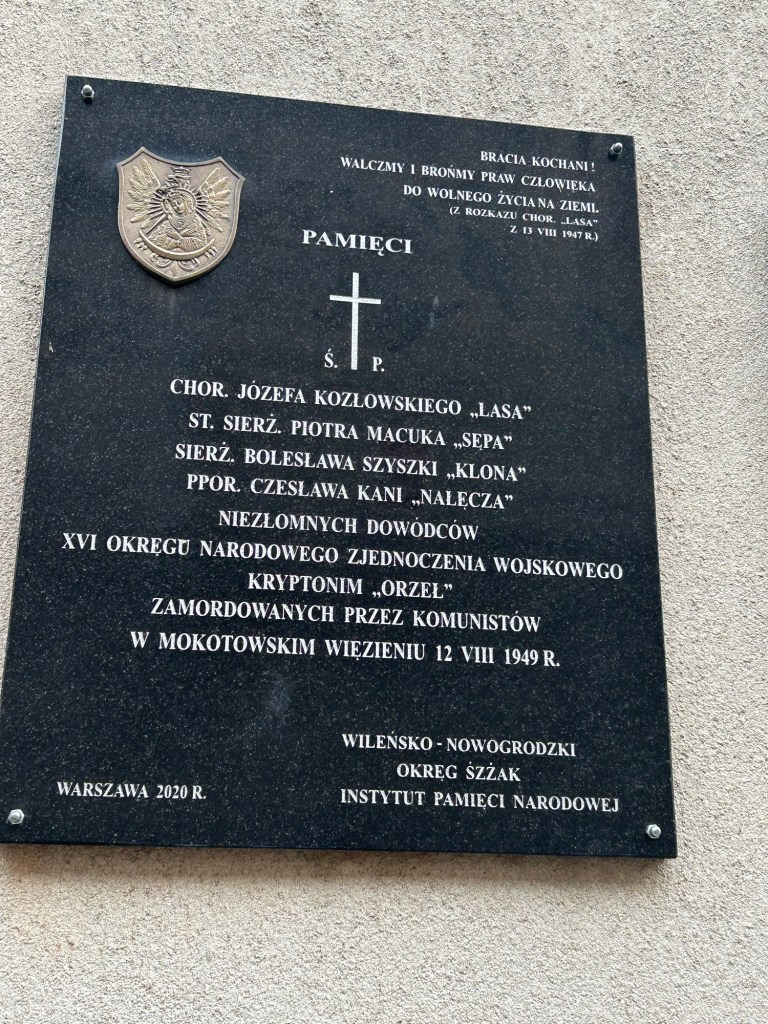 BRACIA KOCHANI !
WALCZMY I BROŃMY PRAW CZŁOWIEKA
DO WOLNEGO ŻYCIA NA ZIEMI.
(Z ROZKAZU CHOR. „LASA”
Z 13 VIII 1947 R.)
PAMIĘCI
Ś. P.
CHOR. JÓZEFA KOZŁOWSKIEGO „LASA”
ST. SIERŻ. PIOTRA MACUKA „SĘPA”
SIERŻ. BOLESŁAWA SZYSZKI „KLONA”
PPOR. CZESŁAWA KANI „NAŁĘCZA”
NIEZŁOMNYCH DOWÓDCÓW
XVI OKRĘGU NARODOWEGO ZJEDNOCZENIA WOJSKOWEGO
KRYPTONIM „ORZEŁ”
ZAMORDOWANYCH PRZEZ KOMUNISTÓW
W MOKOTOWSKIM WIĘZIENIU 12 VIII 1949 R.
WILEŃSKO - NOWOGRODZKI
OKRĘG ŚZŻAK
INSTYTUT PAMIĘCI NARODOWEJ
WARSZAWA 2020 R.